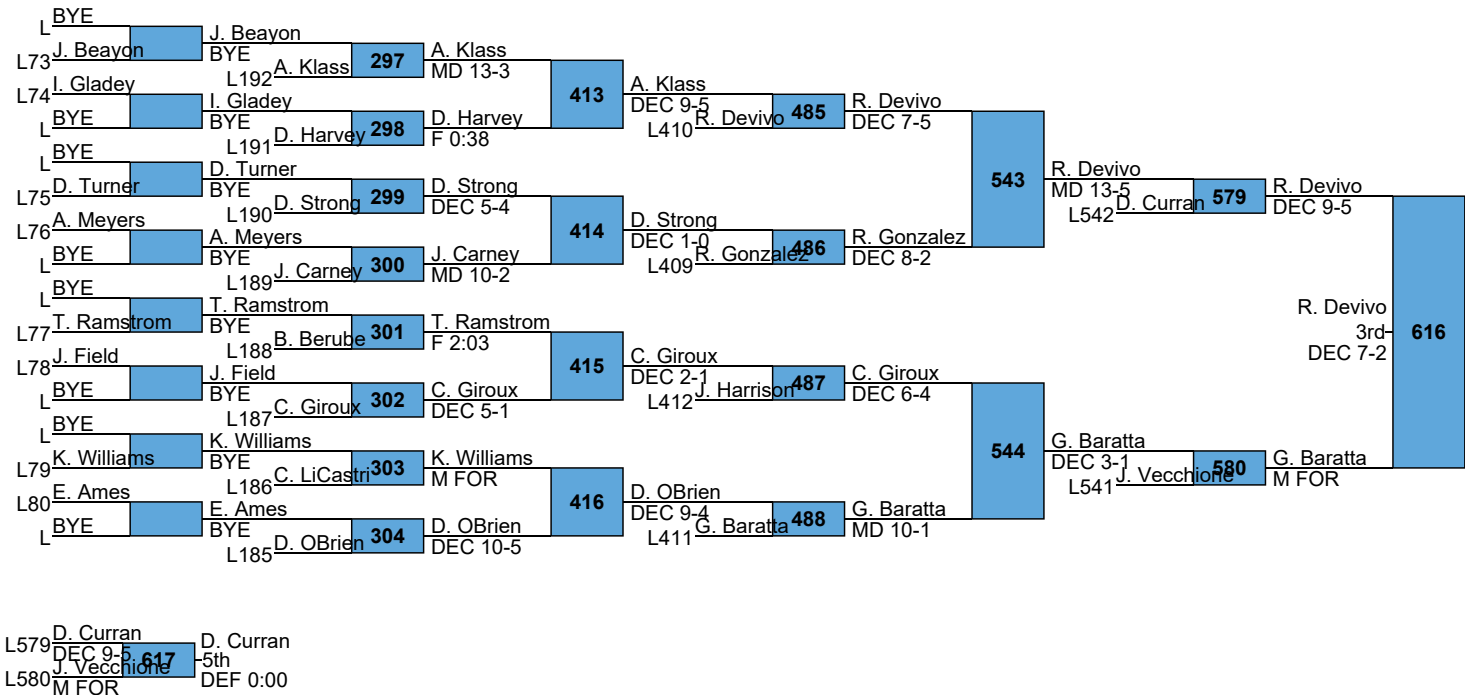 L BYE
L73 J. Beayon
J. Beayon
BYE
L192 A. Klass
297
A. Klass
MD 13-3
L74 I. Gladey
L BYE
I. Gladey
BYE
L191 D. Harvey
298
D. Harvey
F 0:38
413
A. Klass
DEC 9-5
L410 R. Devivo
485
R. Devivo
DEC 7-5
L BYE
L75 D. Turner
D. Turner
BYE
L190 D. Strong
299
D. Strong
DEC 5-4
L76 A. Meyers
L BYE
A. Meyers
BYE
L189 J. Carney
300
J. Carney
MD 10-2
414
D. Strong
DEC 1-0
L409 R. Gonzalez
486
R. Gonzalez
DEC 8-2
543
R. Devivo
MD 13-5
L542 D. Curran
579
R. Devivo
DEC 9-5
L BYE
L77 T. Ramstrom
T. Ramstrom
BYE
L188 B. Berube
301
T. Ramstrom
F 2:03
L78 J. Field
L BYE
J. Field
BYE
L187 C. Giroux
302
C. Giroux
DEC 5-1
415
C. Giroux
DEC 2-1
L412 J. Harrison
487
C. Giroux
DEC 6-4
L BYE
L79 K. Williams
K. Williams
BYE
L186 C. LiCastri
303
K. Williams
M FOR
L80 E. Ames
L BYE
E. Ames
BYE
L185 D. OBrien
304
D. OBrien
DEC 10-5
416
D. OBrien
DEC 9-4
L411 G. Baratta
488
G. Baratta
MD 10-1
544
G. Baratta
DEC 3-1
L541 J. Vecchione
580
G. Baratta
M FOR
R. Devivo
3rd
DEC 7-2
616
L579 D. Curran
DEC 9-5
L580 J. Vecchione
M FOR
617
D. Curran
5th
DEF 0:00